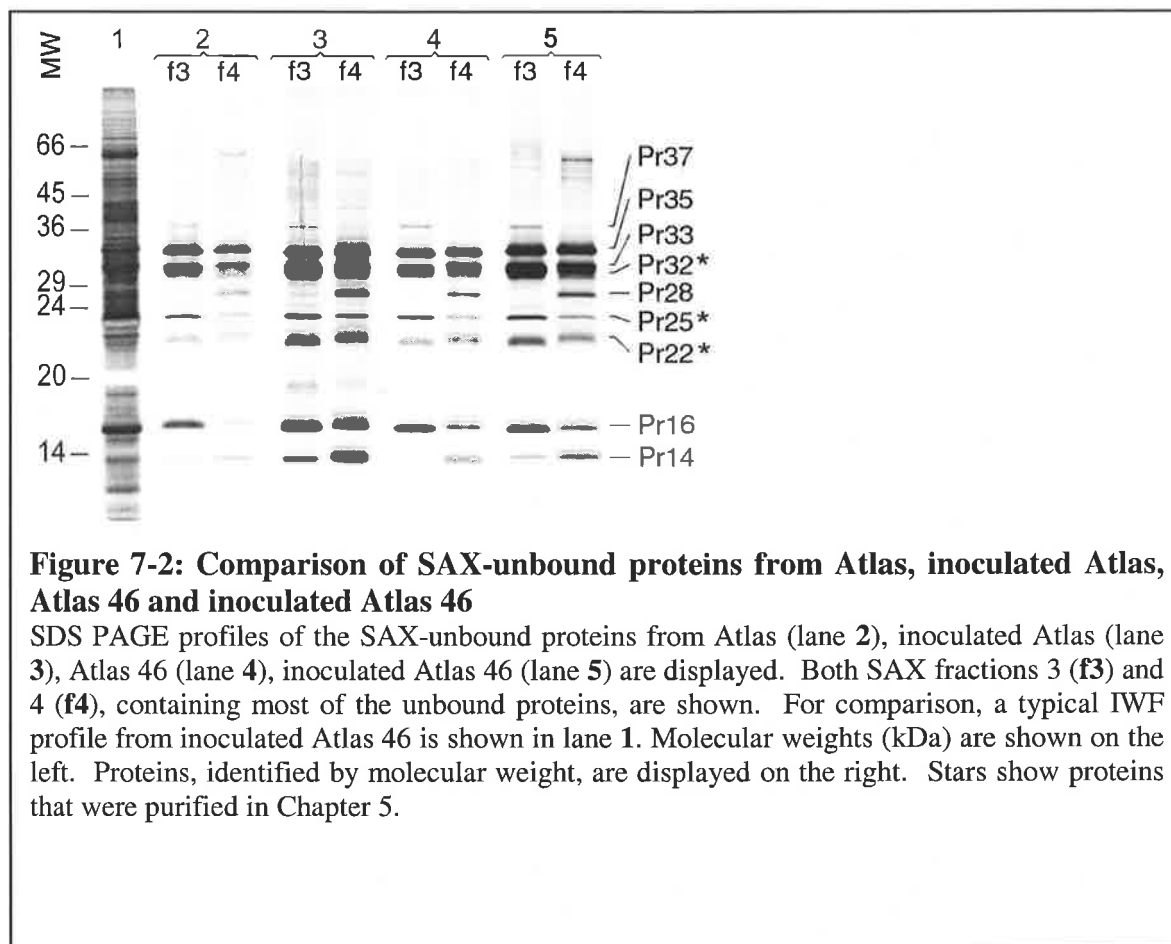 MW 1 2 3 4 5
f3 f4 f3 f4 f3 f4 f3 f4
66
45
36
29
24
20
14
Pr37
Pr35
Pr33
Pr32*
Pr28
Pr25*
Pr22*
Pr16
Pr14
Figure 7-2: Comparison of SAX-unbound proteins from Atlas, inoculated Atlas,
Atlas 46 and inoculated Atlas 46
SDS PAGE profiles of the SAX-unbound proteins from Atlas (lane 2), inoculated Atlas (lane
3), Atlas 46 (lane 4), inoculated Atlas 46 (lane 5) are displayed. Both SAX fractions 3 (f3) and
4 (f4), containing most of the unbound proteins, are shown. For comparison, a typical IWF
profile from inoculated Atlas 46 is shown in lane 1. Molecular weights (kDa) are shown on the
left. Proteins, identified by molecular weight, are displayed on the right. Stars show proteins
that were purified in Chapter 5.